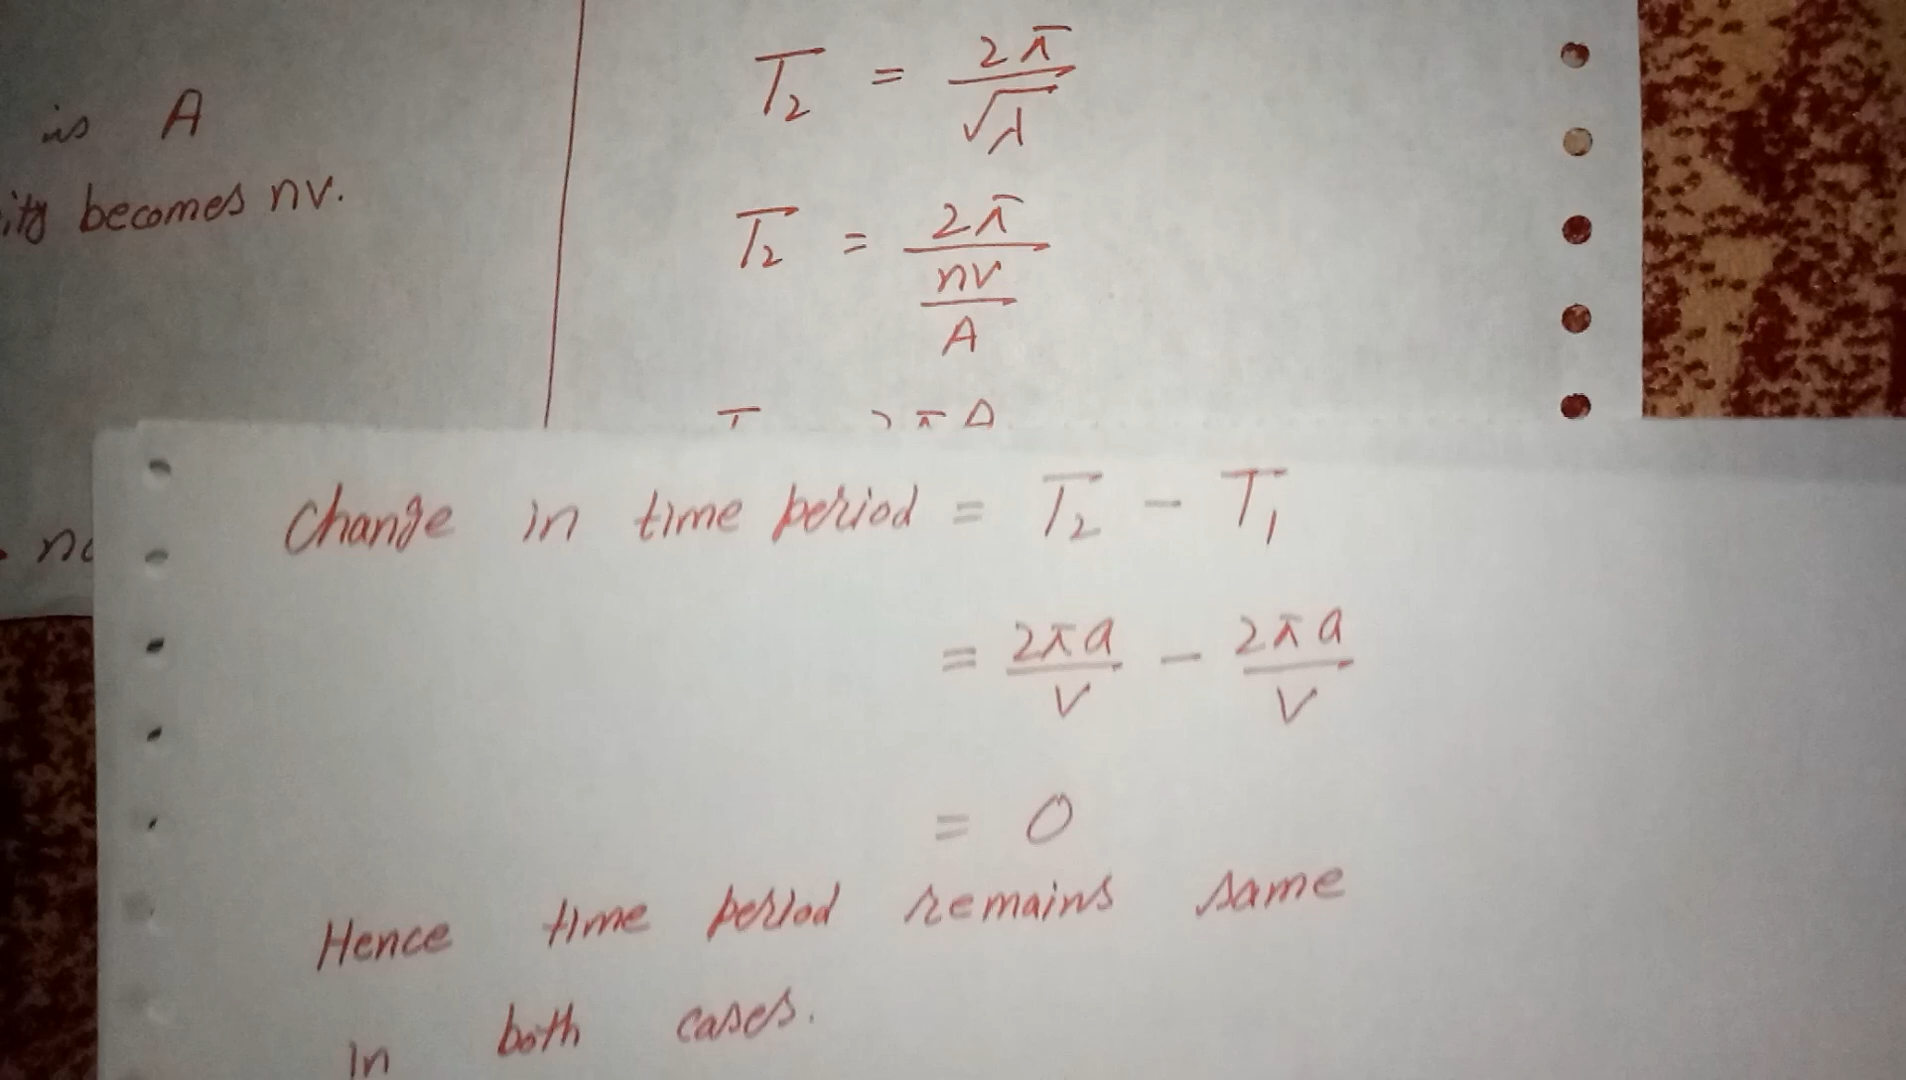 is A
ity becomes nv.
T₂ = 2π/√λ
T₂ = 2π/(nv/A)
Change in time period = T₂ - T₁
= 2πa/v - 2πa/v
= 0
Hence time period remains same
in both cases.